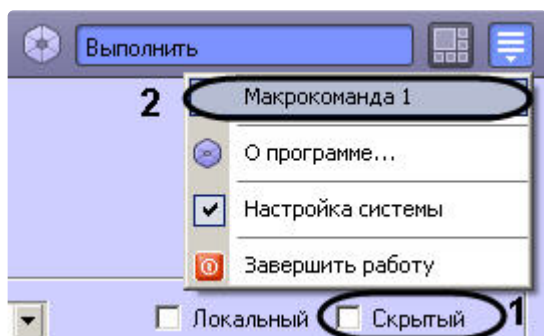 Выполнить
2 Макрокоманда 1
О программе...
Настройка системы
Завершить работу
Локальный Скрытый 1